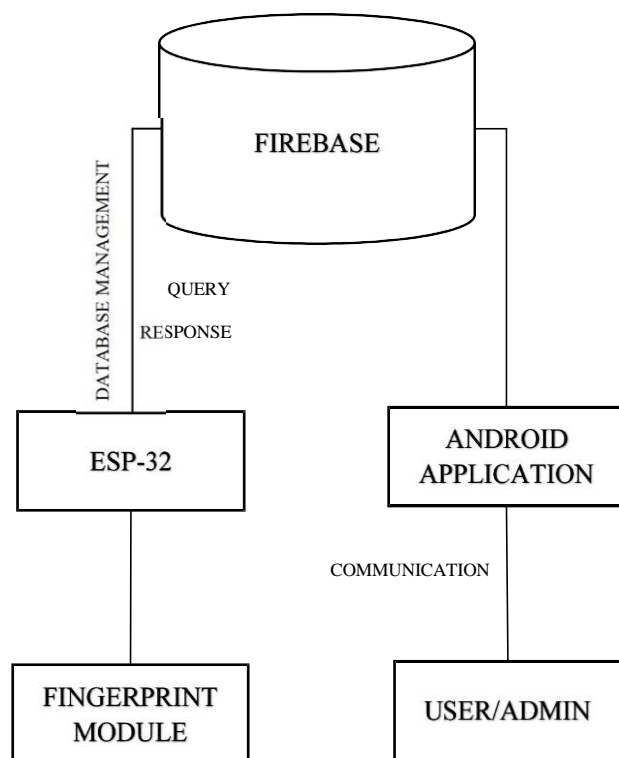 FIREBASE
DATABASE MANAGEMENT
QUERY
RESPONSE
ESP-32
ANDROID
APPLICATION
COMMUNICATION
FINGERPRINT
MODULE
USER/ADMIN